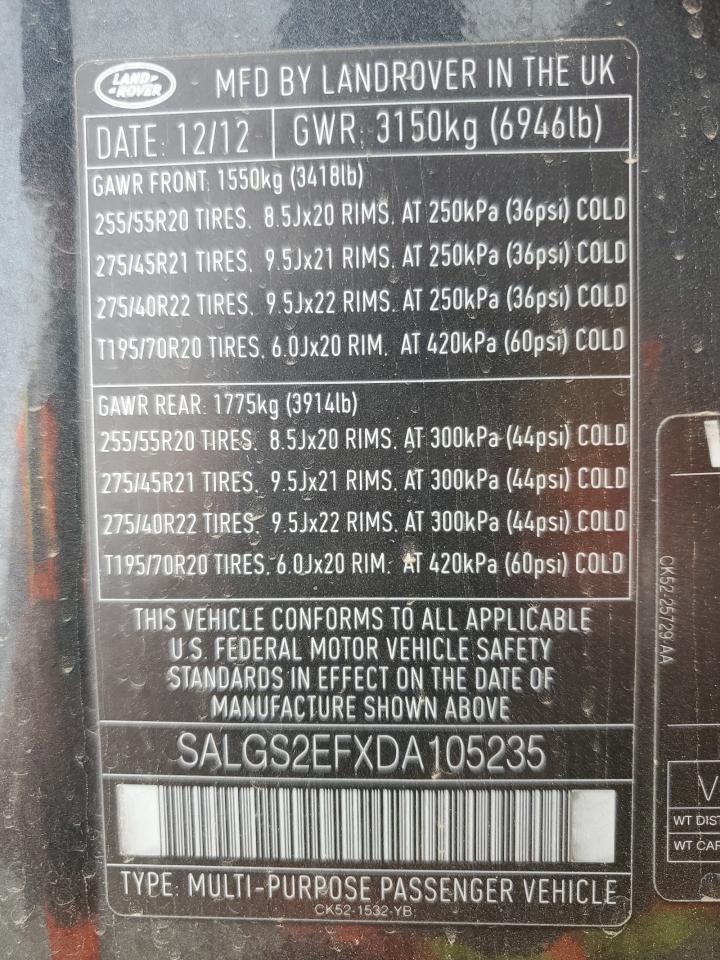 LAND ROVER
MFD BY LANDROVER IN THE UK
DATE: 12/12 GWR: 3150kg (6946lb)
GAWR FRONT: 1550kg (3418lb)
255/55R20 TIRES, 8.5Jx20 RIMS, AT 250kPa (36psi) COLD
275/45R21 TIRES, 9.5Jx21 RIMS, AT 250kPa (36psi) COLD
275/40R22 TIRES, 9.5Jx22 RIMS, AT 250kPa (36psi) COLD
T195/70R20 TIRES, 6.0Jx20 RIM, AT 420kPa (60psi) COLD
GAWR REAR: 1775kg (3914lb)
255/55R20 TIRES, 8.5Jx20 RIMS, AT 300kPa (44psi) COLD
275/45R21 TIRES, 9.5Jx21 RIMS, AT 300kPa (44psi) COLD
275/40R22 TIRES, 9.5Jx22 RIMS, AT 300kPa (44psi) COLD
T195/70R20 TIRES, 6.0Jx20 RIM, AT 420kPa (60psi) COLD
THIS VEHICLE CONFORMS TO ALL APPLICABLE
U.S. FEDERAL MOTOR VEHICLE SAFETY
STANDARDS IN EFFECT ON THE DATE OF
MANUFACTURE SHOWN ABOVE
SALGS2EFXDA105235
TYPE: MULTI-PURPOSE PASSENGER VEHICLE
CK52-1532-YB
CK52-25729-AA
V
WT DIST
WT CAP